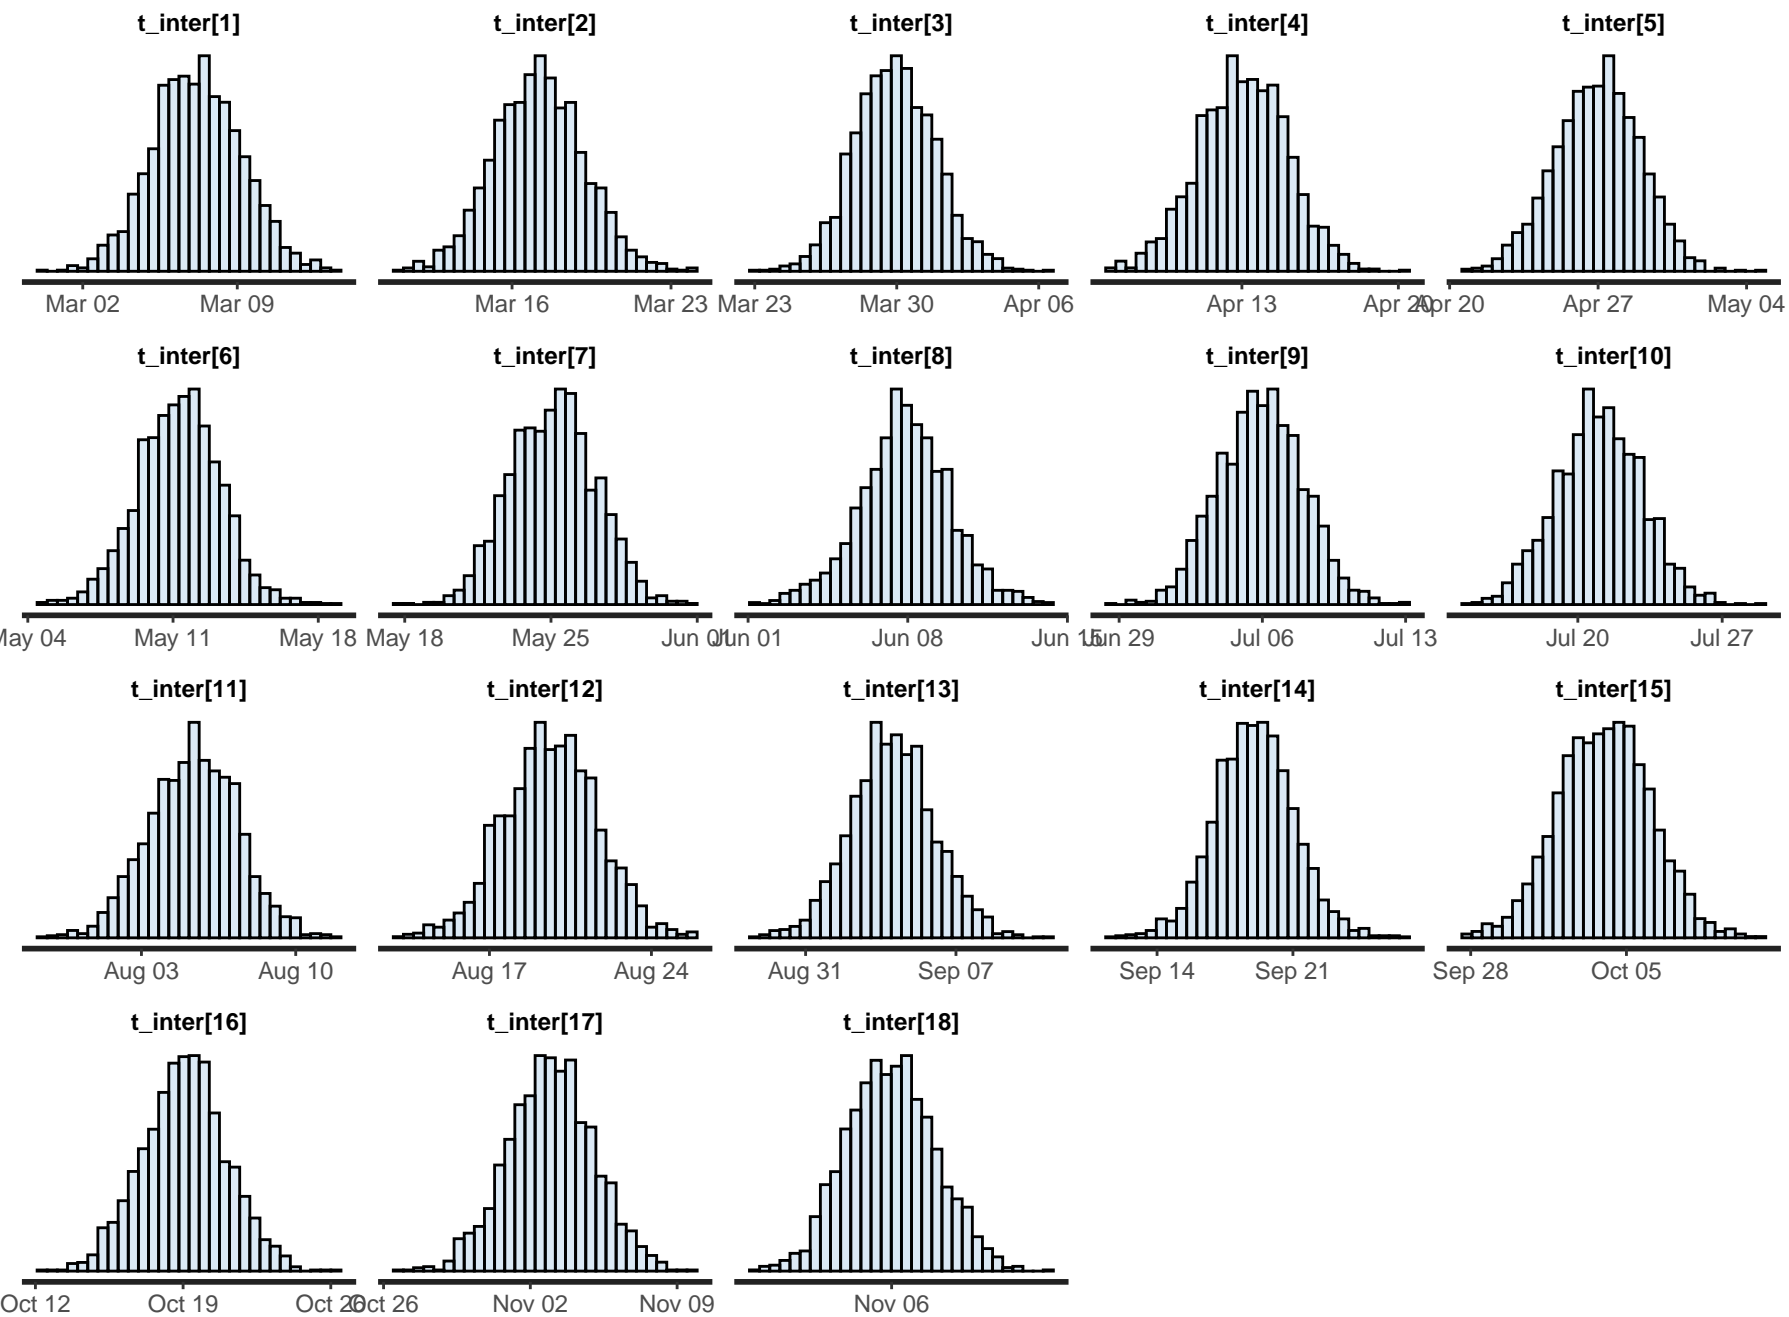 t_inter[1] t_inter[2] t_inter[3] t_inter[4] t_inter[5]
Mar 02 Mar 09 Mar 16 Mar 23 Mar 23 Mar 30 Apr 06 Apr 13 Apr 20 Apr 20 Apr 27 May 04
t_inter[6] t_inter[7] t_inter[8] t_inter[9] t_inter[10]
May 04 May 11 May 18 May 18 May 25 Jun 01 Jun 01 Jun 08 Jun 15 Jun 29 Jul 06 Jul 13 Jul 20 Jul 27
t_inter[11] t_inter[12] t_inter[13] t_inter[14] t_inter[15]
Aug 03 Aug 10 Aug 17 Aug 24 Aug 31 Sep 07 Sep 14 Sep 21 Sep 28 Oct 05
t_inter[16] t_inter[17] t_inter[18]
Oct 12 Oct 19 Oct 26 Oct 26 Nov 02 Nov 09 Nov 06